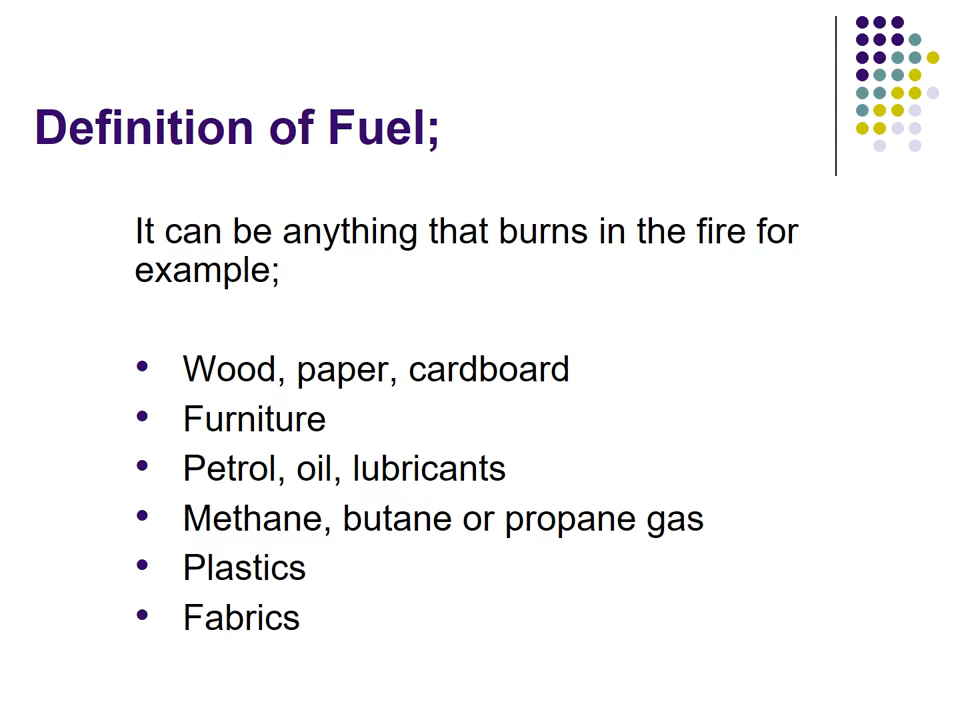 Definition of Fuel;
It can be anything that burns in the fire for
example;
• Wood, paper, cardboard
• Furniture
• Petrol, oil, lubricants
• Methane, butane or propane gas
• Plastics
• Fabrics